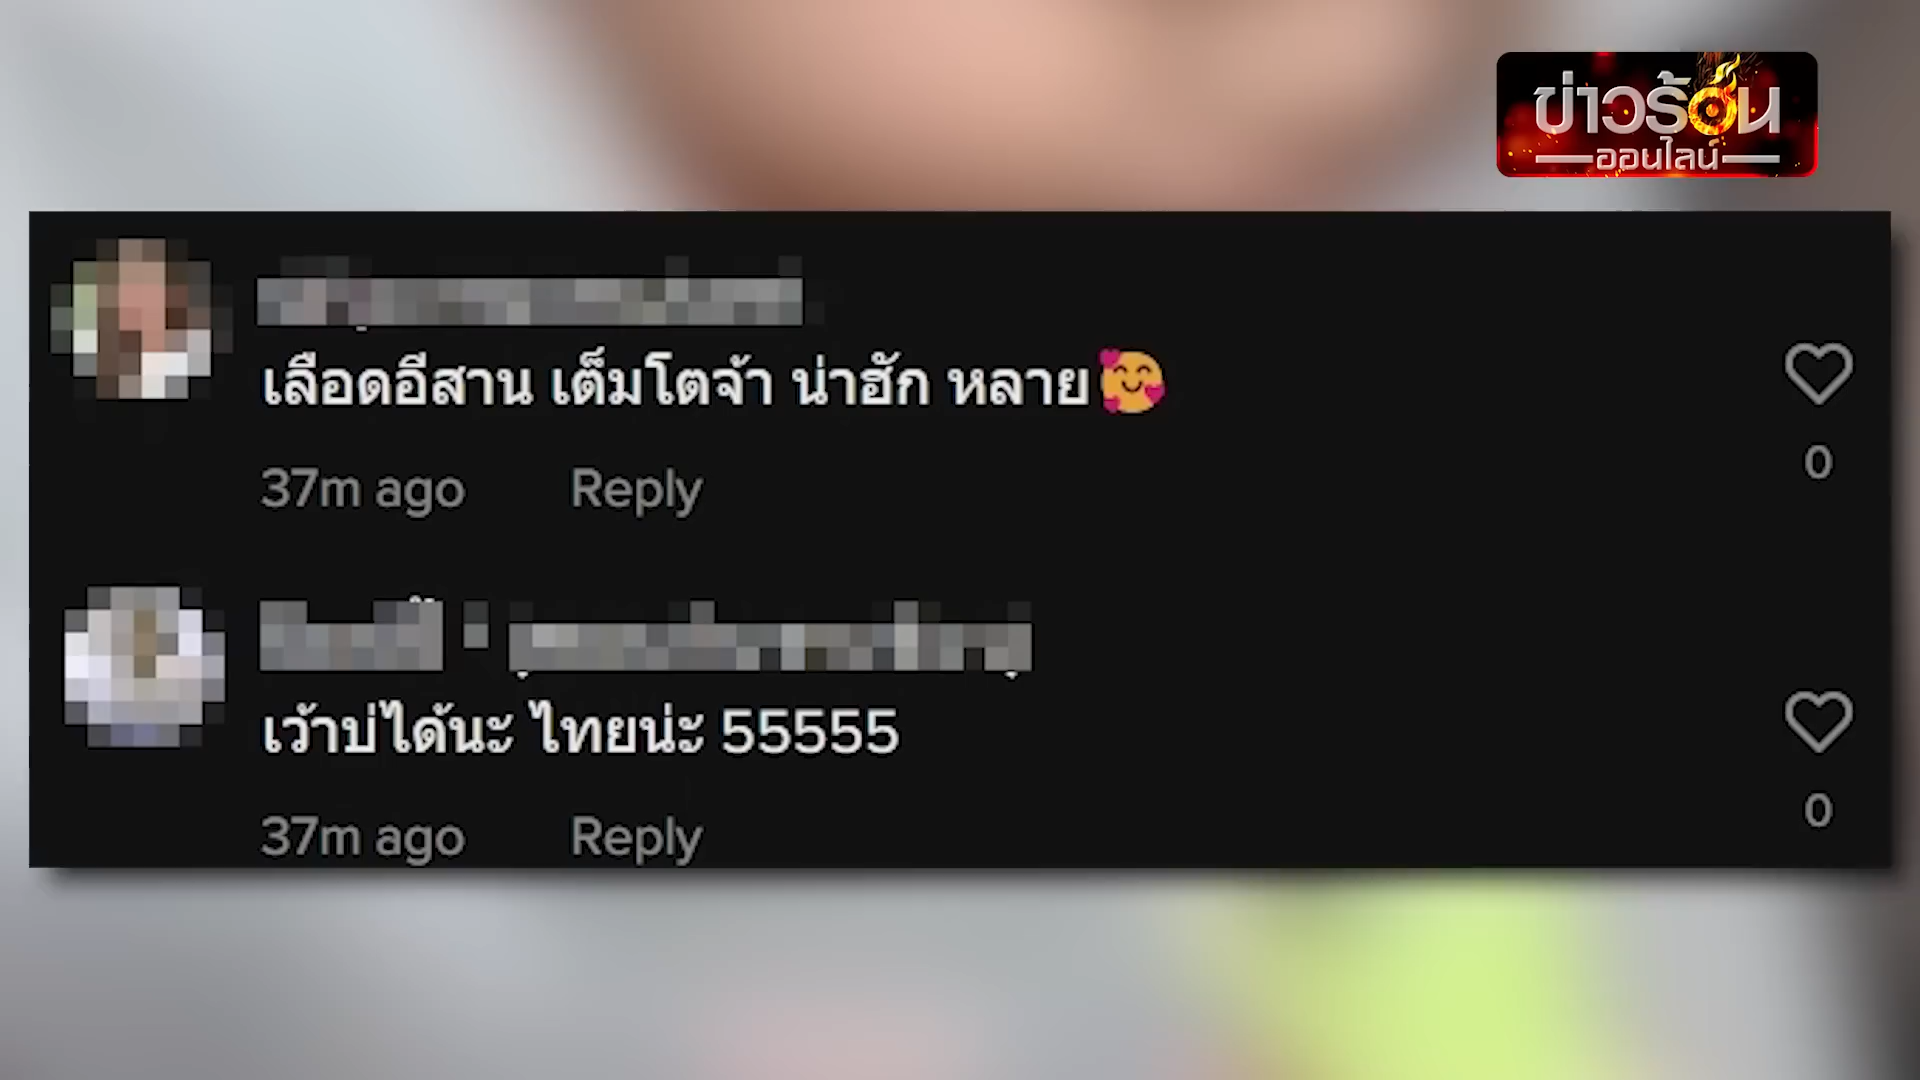 ข่าวร้อน
ออนไลน์
เลือดอีสาน เต็มโตจ้า น่าฮัก หลาย🥰
37m ago Reply
0
เว้าบ่ได้นะ ไทยน่ะ 55555
37m ago Reply
0